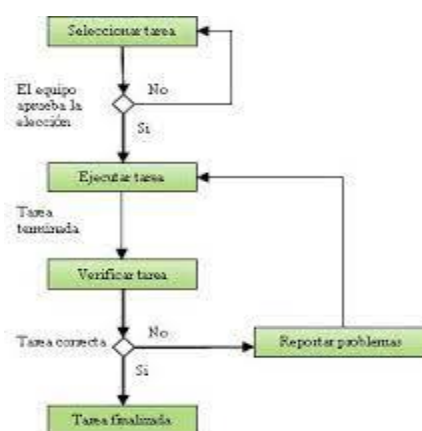 Seleccionar tarea
El equipo
aprueba la
elección
No
Si
Ejecutar tarea
Tarea
terminada
Verificar tarea
Tarea correcta
No
Reportar problemas
Si
Tarea finalizada